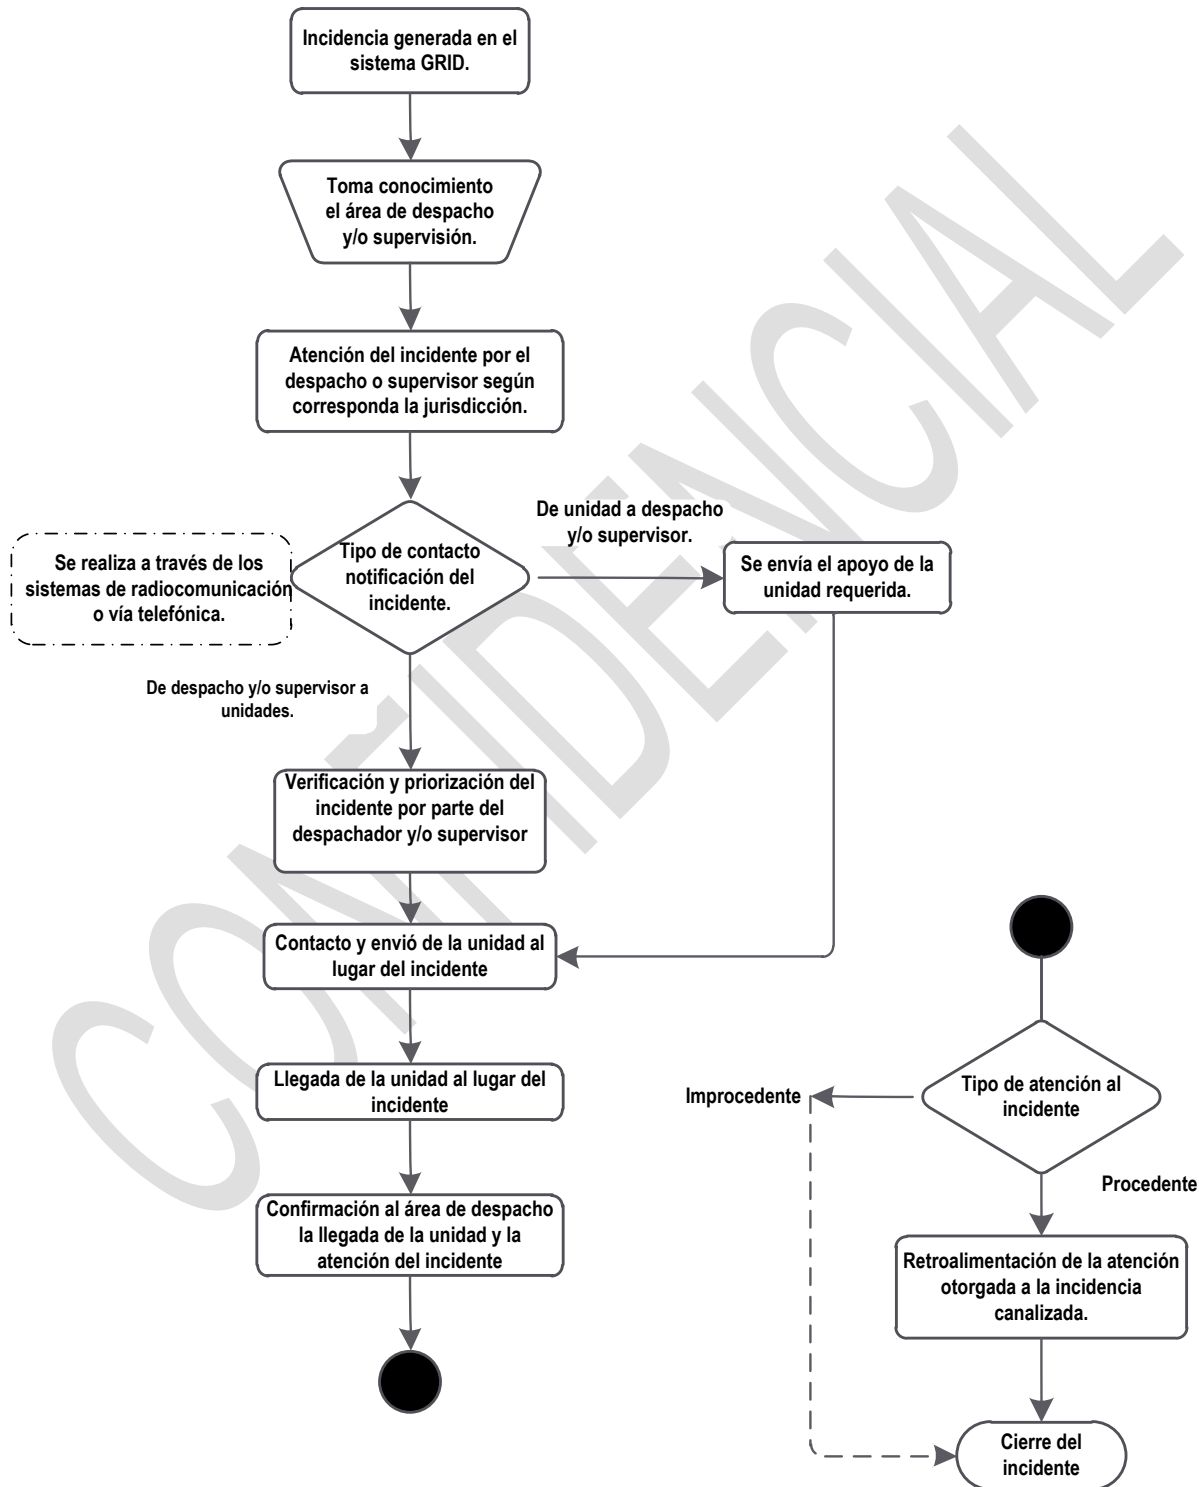 Incidencia generada en el
sistema GRID.
Toma conocimiento
el área de despacho
y/o supervisión.
Atención del incidente por el
despacho o supervisor según
corresponda la jurisdicción.
Tipo de contacto
notificación del
incidente.
Se realiza a través de los
sistemas de radiocomunicación
o vía telefónica.
De unidad a despacho
y/o supervisor.
Se envía el apoyo de la
unidad requerida.
De despacho y/o supervisor a
unidades.
Verificación y priorización del
incidente por parte del
despachador y/o supervisor
Contacto y envió de la unidad al
lugar del incidente
Llegada de la unidad al lugar del
incidente
Confirmación al área de despacho
la llegada de la unidad y la
atención del incidente
Tipo de atención al
incidente
Improcedente
Procedente
Retroalimentación de la atención
otorgada a la incidencia
canalizada.
Cierre del
incidente
CONFIDENCIAL